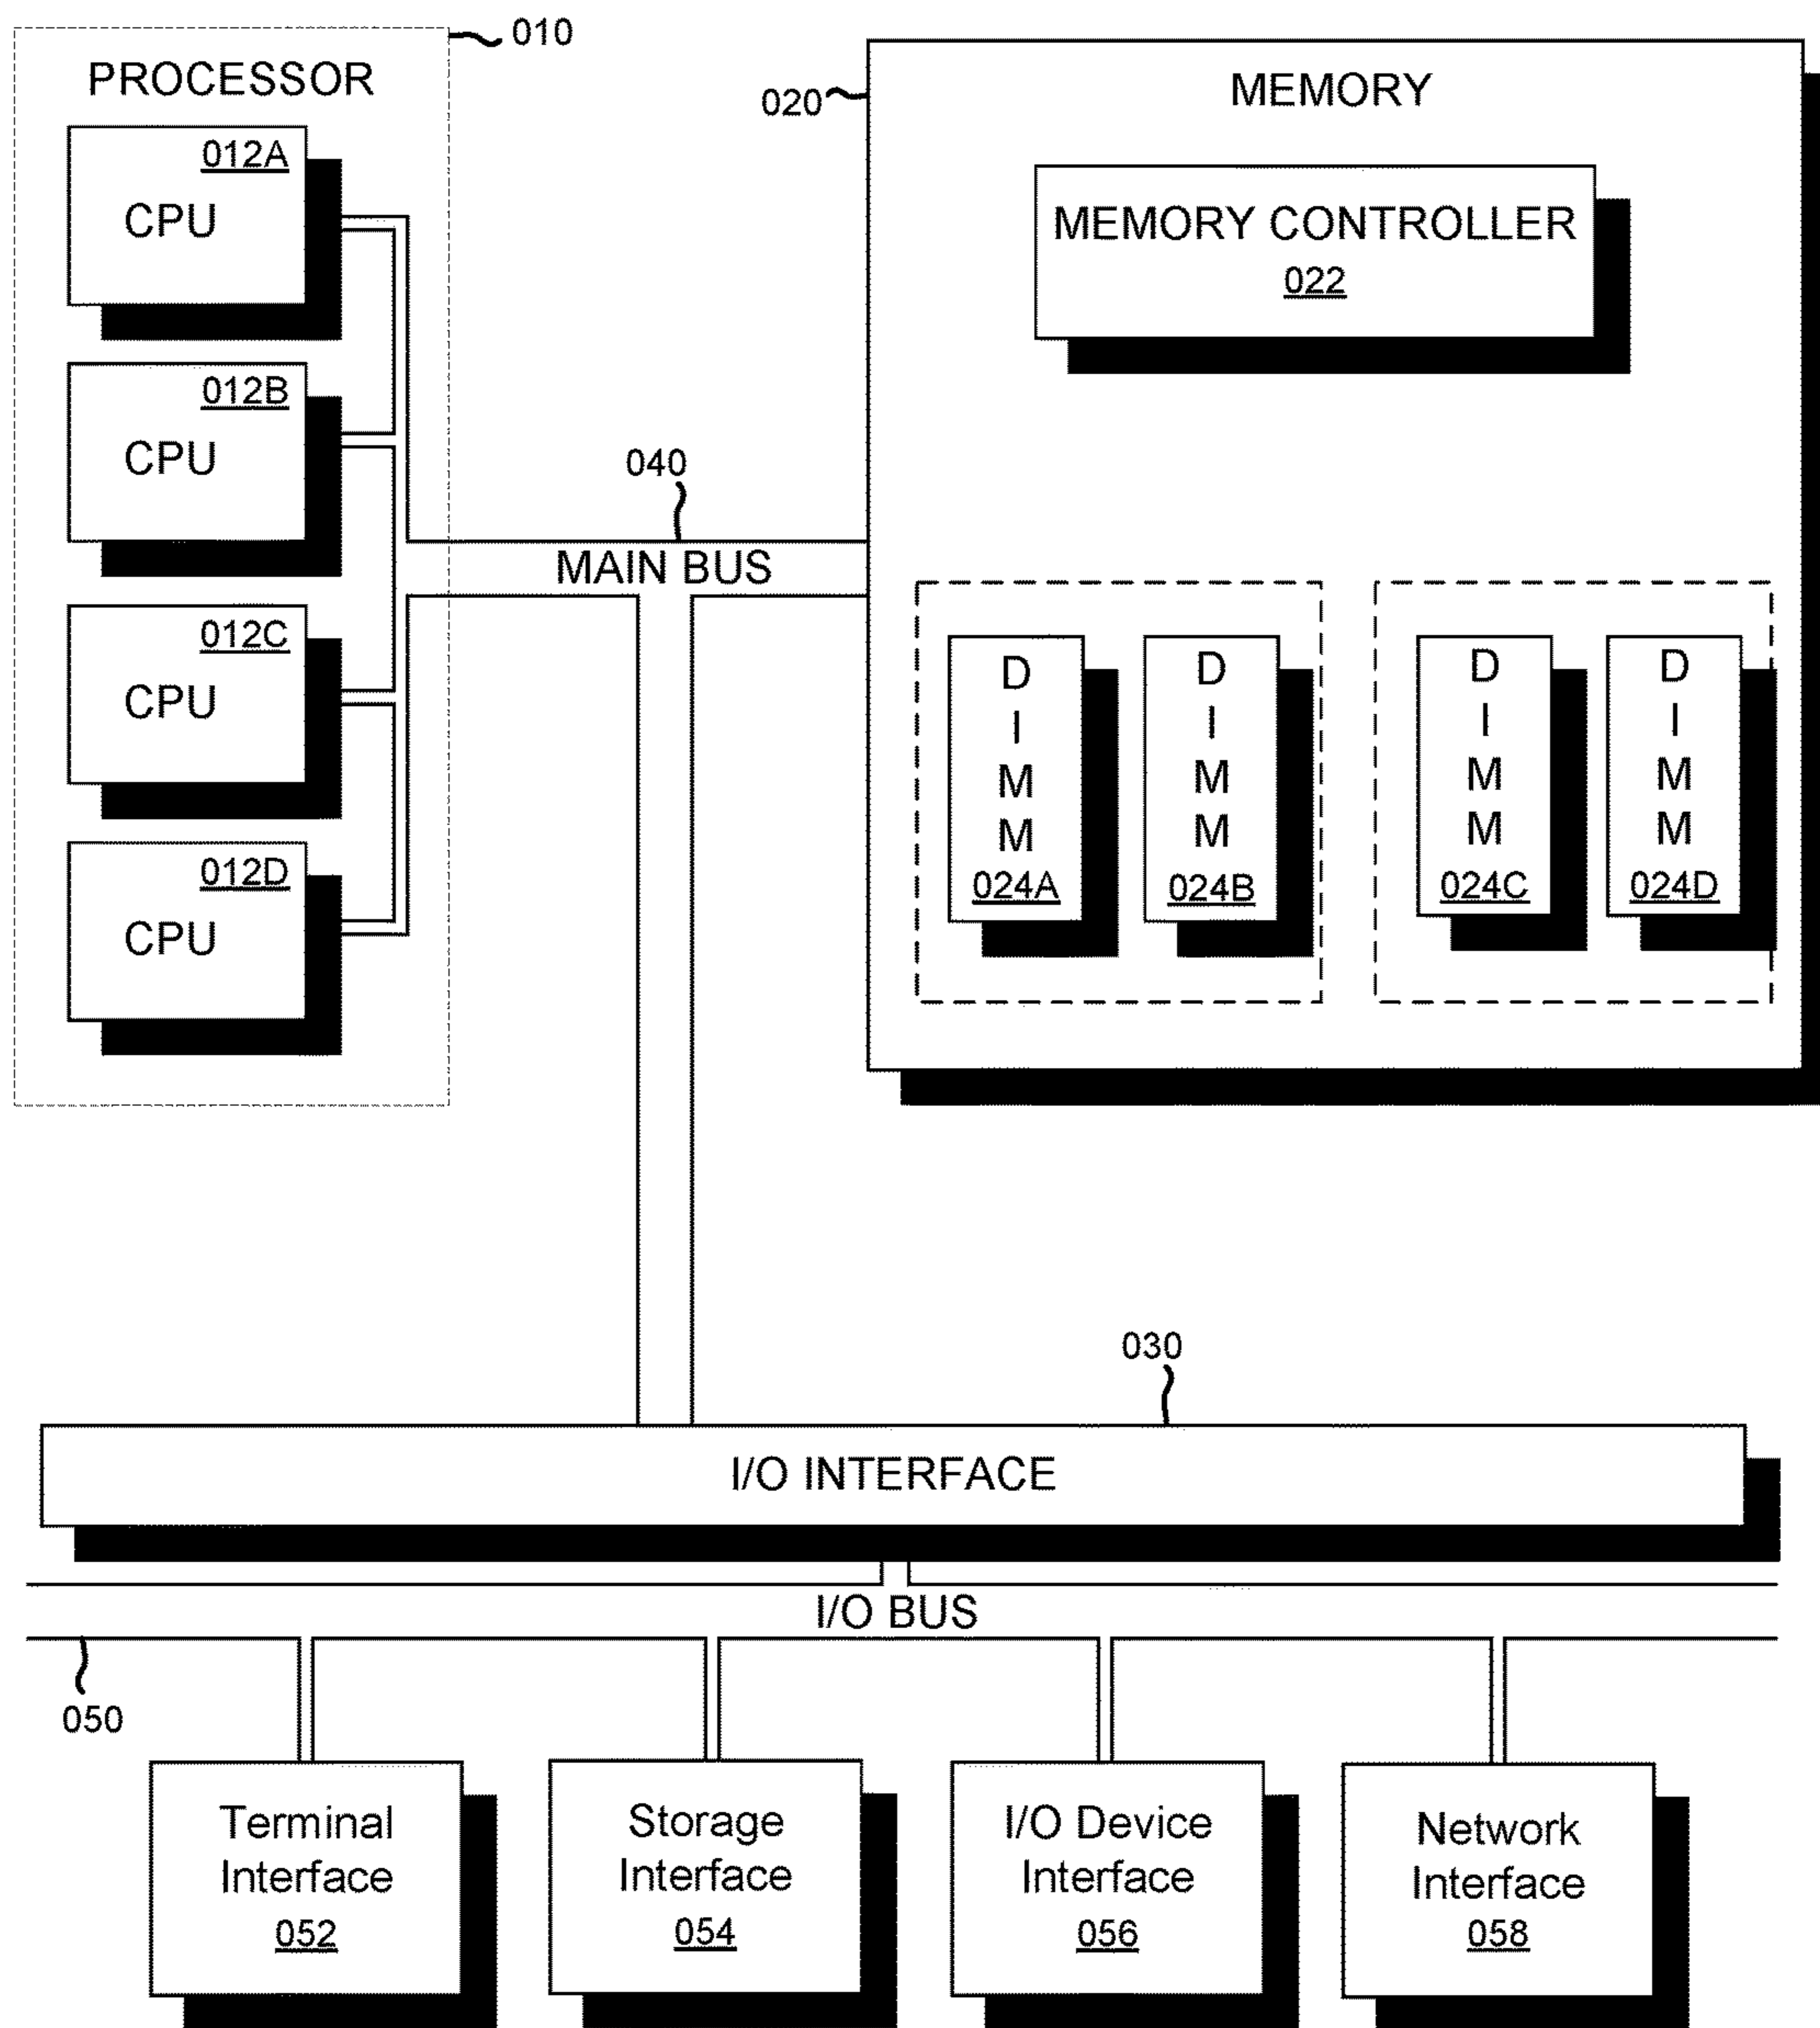 010
PROCESSOR
012A
CPU
012B
CPU
012C
CPU
012D
CPU
040
MAIN BUS
020
MEMORY
MEMORY CONTROLLER
022
D
I
M
M
024A
D
I
M
M
024B
D
I
M
M
024C
D
I
M
M
024D
030
I/O INTERFACE
I/O BUS
050
Terminal
Interface
052
Storage
Interface
054
I/O Device
Interface
056
Network
Interface
058